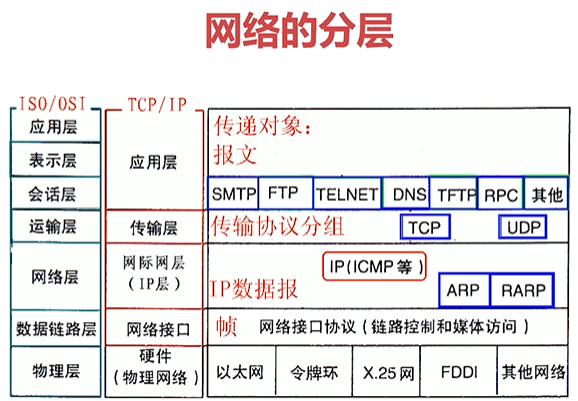 网络的分层
ISO/OSI TCP/IP
应用层 应用层 传递对象：
表示层 报文
会话层 SMTP FTP TELNET DNS TFTP RPC 其他
运输层 传输层 传输协议分组 TCP UDP
网络层 网际网层 IP(ICMP等)
（IP层） IP数据报 ARP RARP
数据链路层 网络接口 帧 网络接口协议（链路控制和媒体访问）
物理层 硬件 以太网 令牌环 X.25网 FDDI 其他网络
（物理网络）